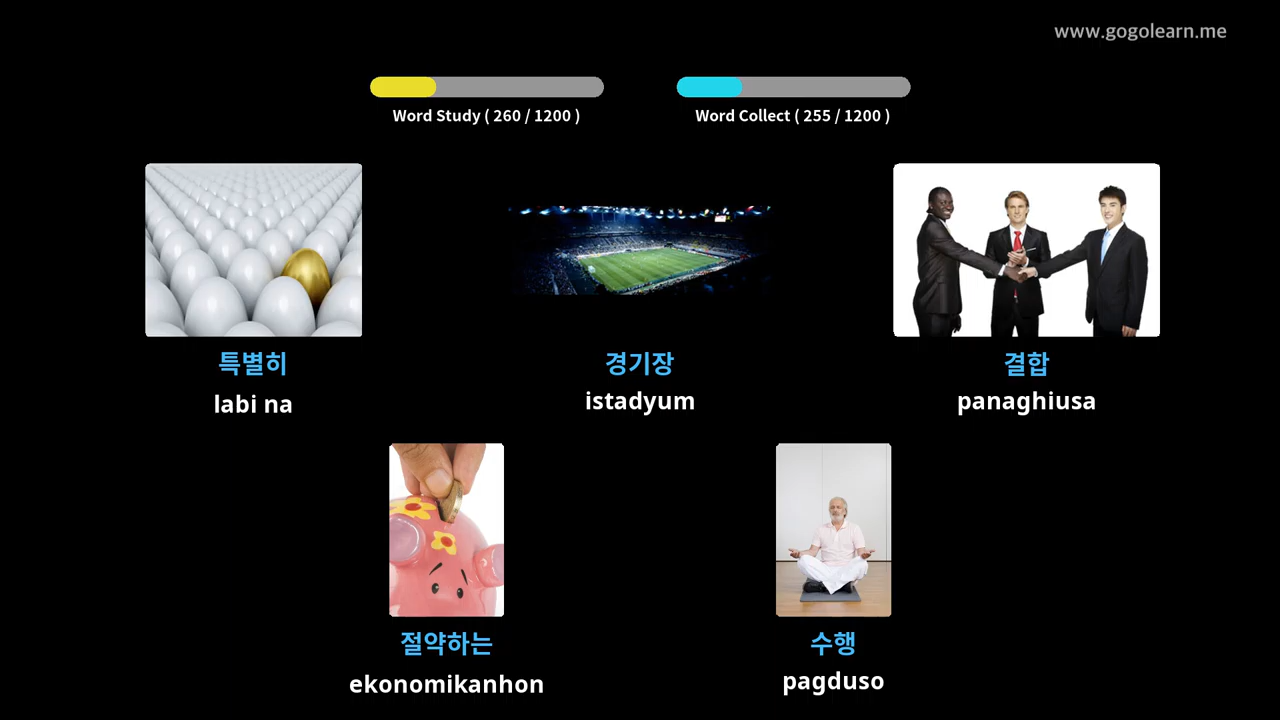 www.gogolearn.me
Word Study ( 260 / 1200 )
Word Collect ( 255 / 1200 )
특별히
labi na
경기장
istadyum
결합
panaghiusa
절약하는
ekonomikanhon
수행
pagduso